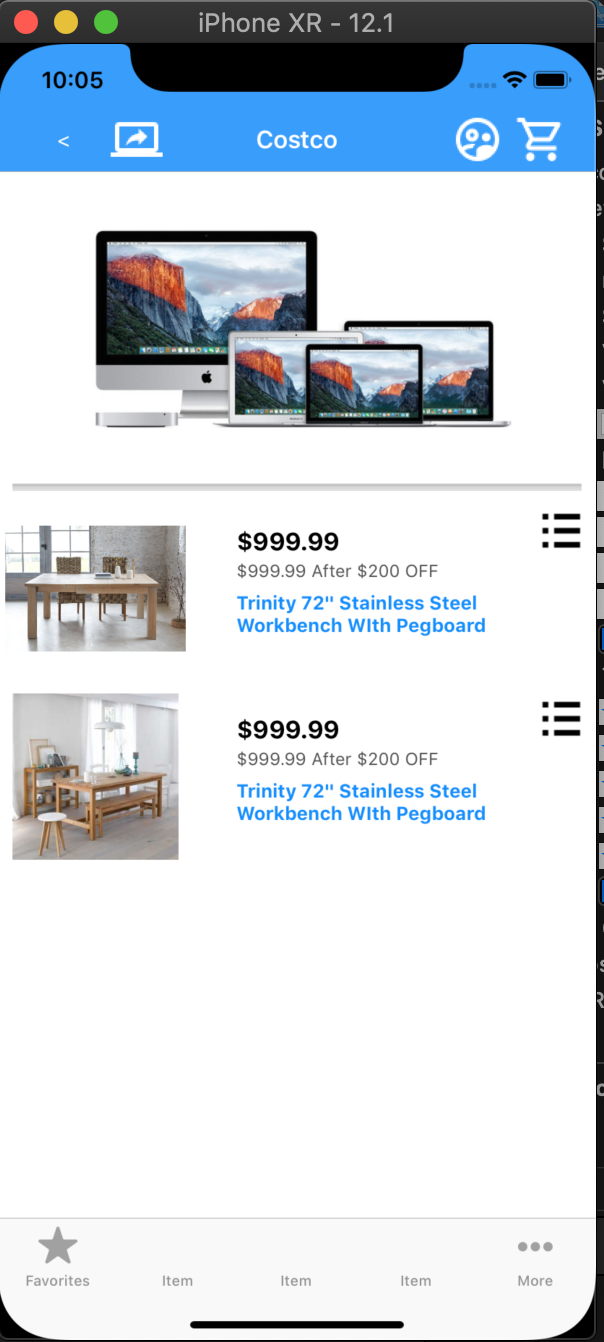 iPhone XR - 12.1
10:05
< Costco
$999.99
$999.99 After $200 OFF
Trinity 72" Stainless Steel
Workbench WIth Pegboard
$999.99
$999.99 After $200 OFF
Trinity 72" Stainless Steel
Workbench WIth Pegboard
Favorites Item Item Item More